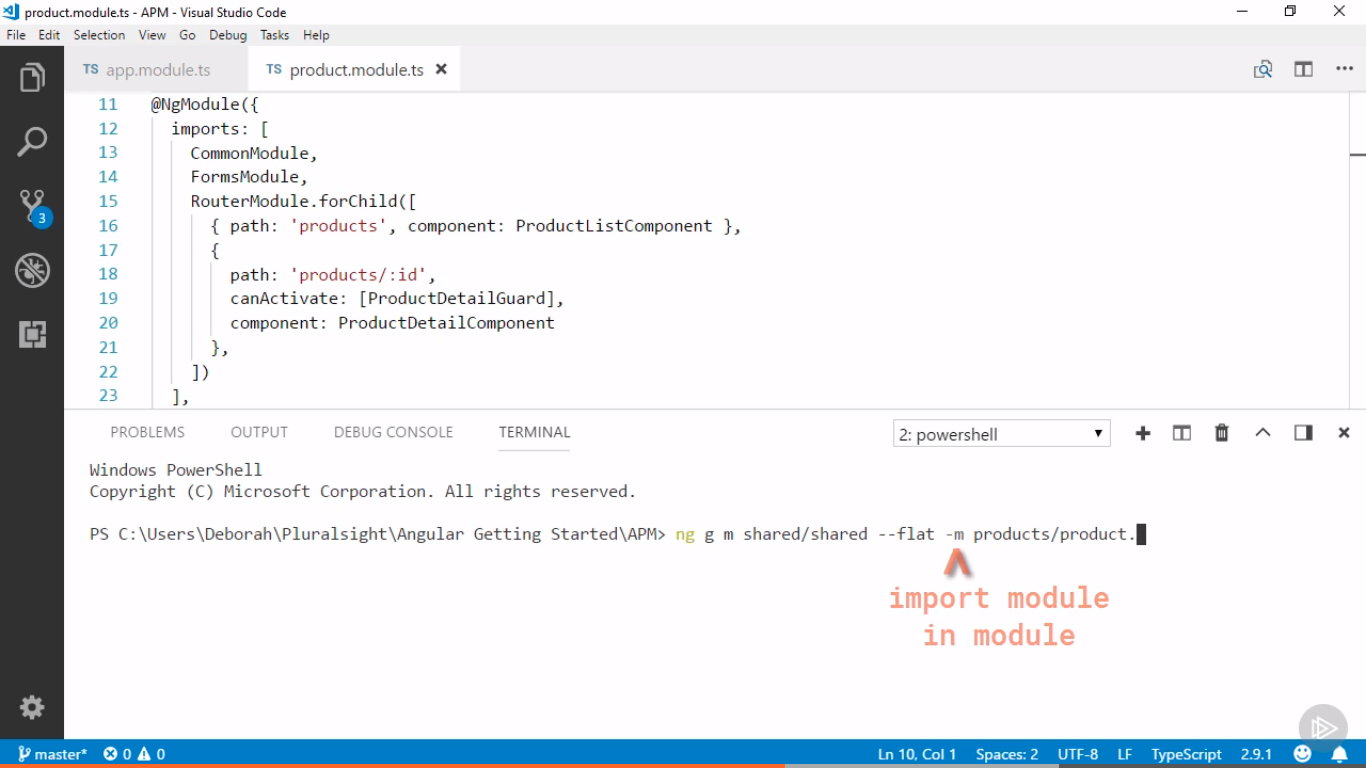 product.module.ts - APM - Visual Studio Code
File Edit Selection View Go Debug Tasks Help
TS app.module.ts TS product.module.ts
11 @NgModule({
12 imports: [
13 CommonModule,
14 FormsModule,
15 RouterModule.forChild([
16 { path: 'products', component: ProductListComponent },
17 {
18 path: 'products/:id',
19 canActivate: [ProductDetailGuard],
20 component: ProductDetailComponent
21 },
22 ])
23 ],
3
PROBLEMS OUTPUT DEBUG CONSOLE TERMINAL 2: powershell
Windows PowerShell
Copyright (C) Microsoft Corporation. All rights reserved.
PS C:\Users\Deborah\Pluralsight\Angular Getting Started\APM> ng g m shared/shared --flat -m products/product.
import module
in module
master* 0 0 Ln 10, Col 1 Spaces: 2 UTF-8 LF TypeScript 2.9.1